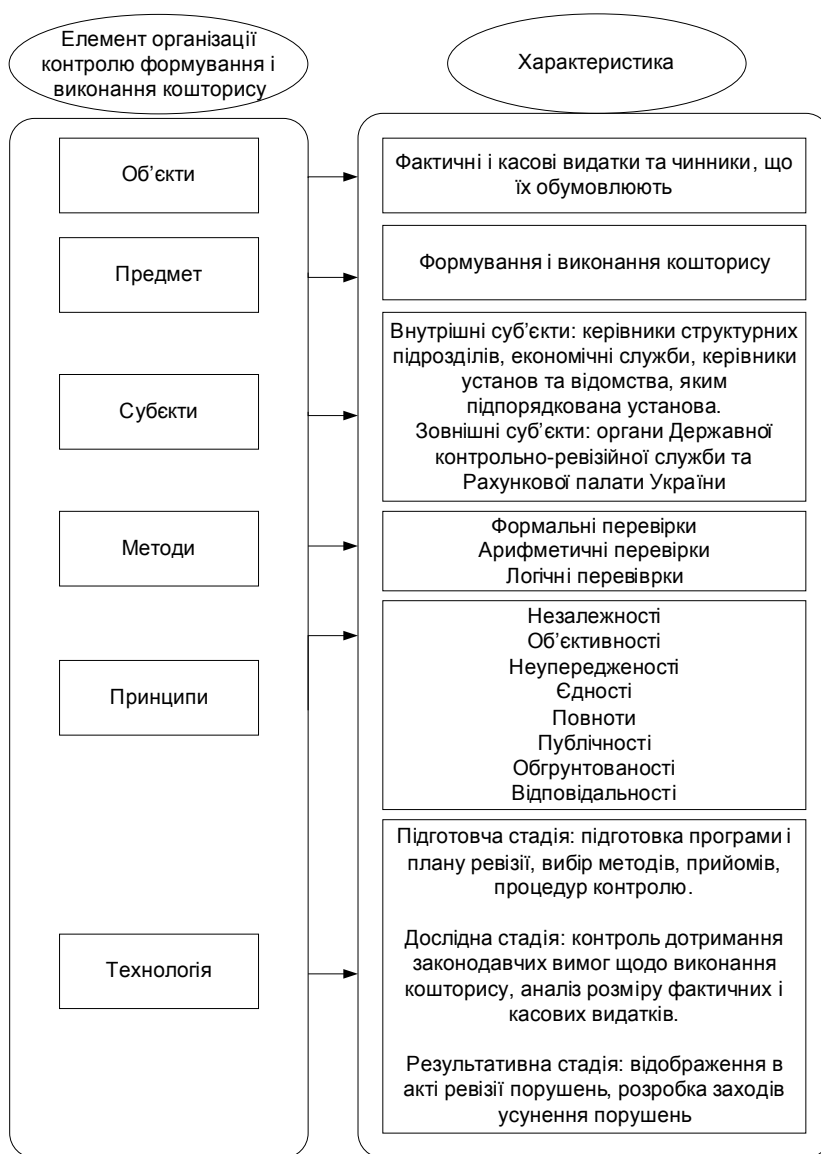 Елемент організації
контролю формування і
виконання кошторису
Характеристика
Об’єкти
Фактичні і касові видатки та чинники, що
їх обумовлюють
Предмет
Формування і виконання кошторису
Субєкти
Внутрішні суб’єкти: керівники структурних
підрозділів, економічні служби, керівники
установ та відомства, яким
підпорядкована установа.
Зовнішні суб’єкти: органи Державної
контрольно-ревізійної служби та
Рахункової палати України
Методи
Формальні перевірки
Арифметичні перевірки
Логічні перевіврки
Принципи
Незалежності
Об’єктивності
Неупередженості
Єдності
Повноти
Публічності
Обгрунтованості
Відповідальності
Технологія
Підготовча стадія: підготовка програми і
плану ревізії, вибір методів, прийомів,
процедур контролю.
Дослідна стадія: контроль дотримання
законодавчих вимог щодо виконання
кошторису, аналіз розміру фактичних і
касових видатків.
Результативна стадія: відображення в
акті ревізії порушень, розробка заходів
усунення порушень